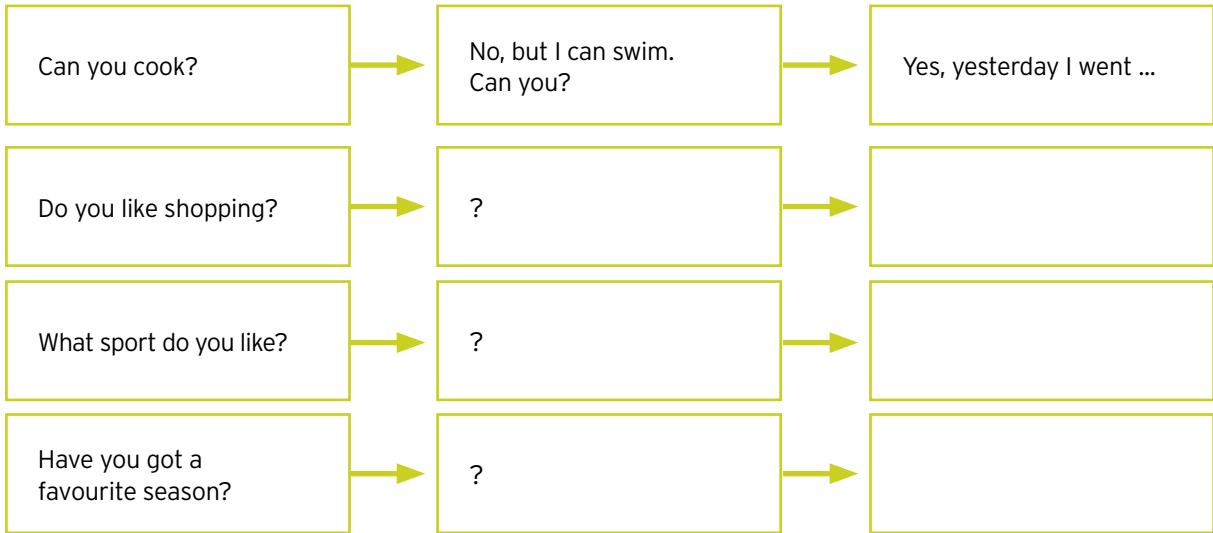 Can you cook?
No, but I can swim.
Can you?
Yes, yesterday I went ...
Do you like shopping?
?
What sport do you like?
?
Have you got a
favourite season?
?